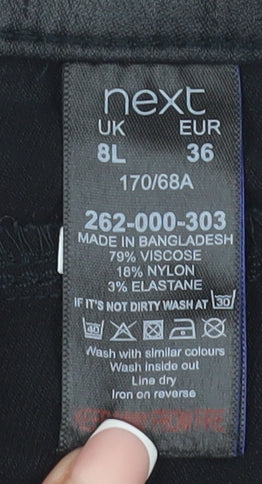 next
UK EUR
8L 36
170/68A
262-000-303
MADE IN BANGLADESH
79% VISCOSE
18% NYLON
3% ELASTANE
IF IT'S NOT DIRTY WASH AT 30
40
Wash with similar colours
Wash inside out
Line dry
Iron on reverse